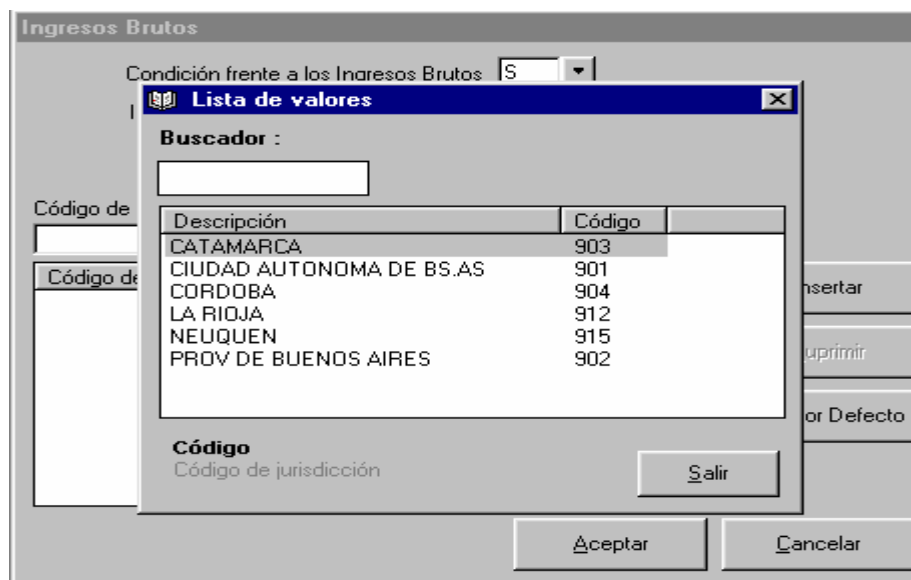 Ingresos Brutos
Condición frente a los Ingresos Brutos S
Lista de valores
Buscador :
Código de
Descripción Código
CATAMARCA 903
CIUDAD AUTONOMA DE BS.AS 901
CORDOBA 904
LA RIOJA 912
NEUQUEN 915
PROV DE BUENOS AIRES 902
Código de
nsertar
uprimir
or Defecto
Código
Código de jurisdicción
Salir
Aceptar
Cancelar